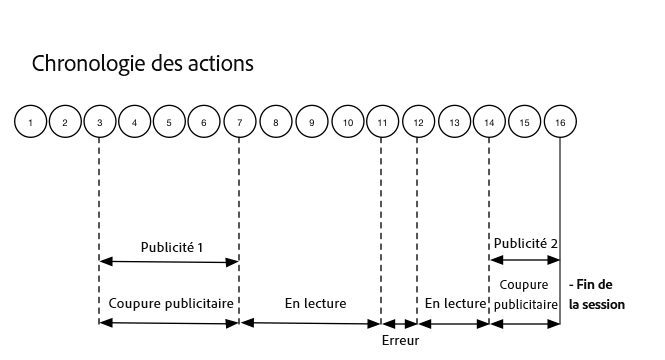 Chronologie des actions
1 2 3 4 5 6 7 8 9 10 11 12 13 14 15 16
Publicité 1
Publicité 2
Coupure publicitaire
En lecture
Erreur
En lecture
Coupure
publicitaire
- Fin de
la session